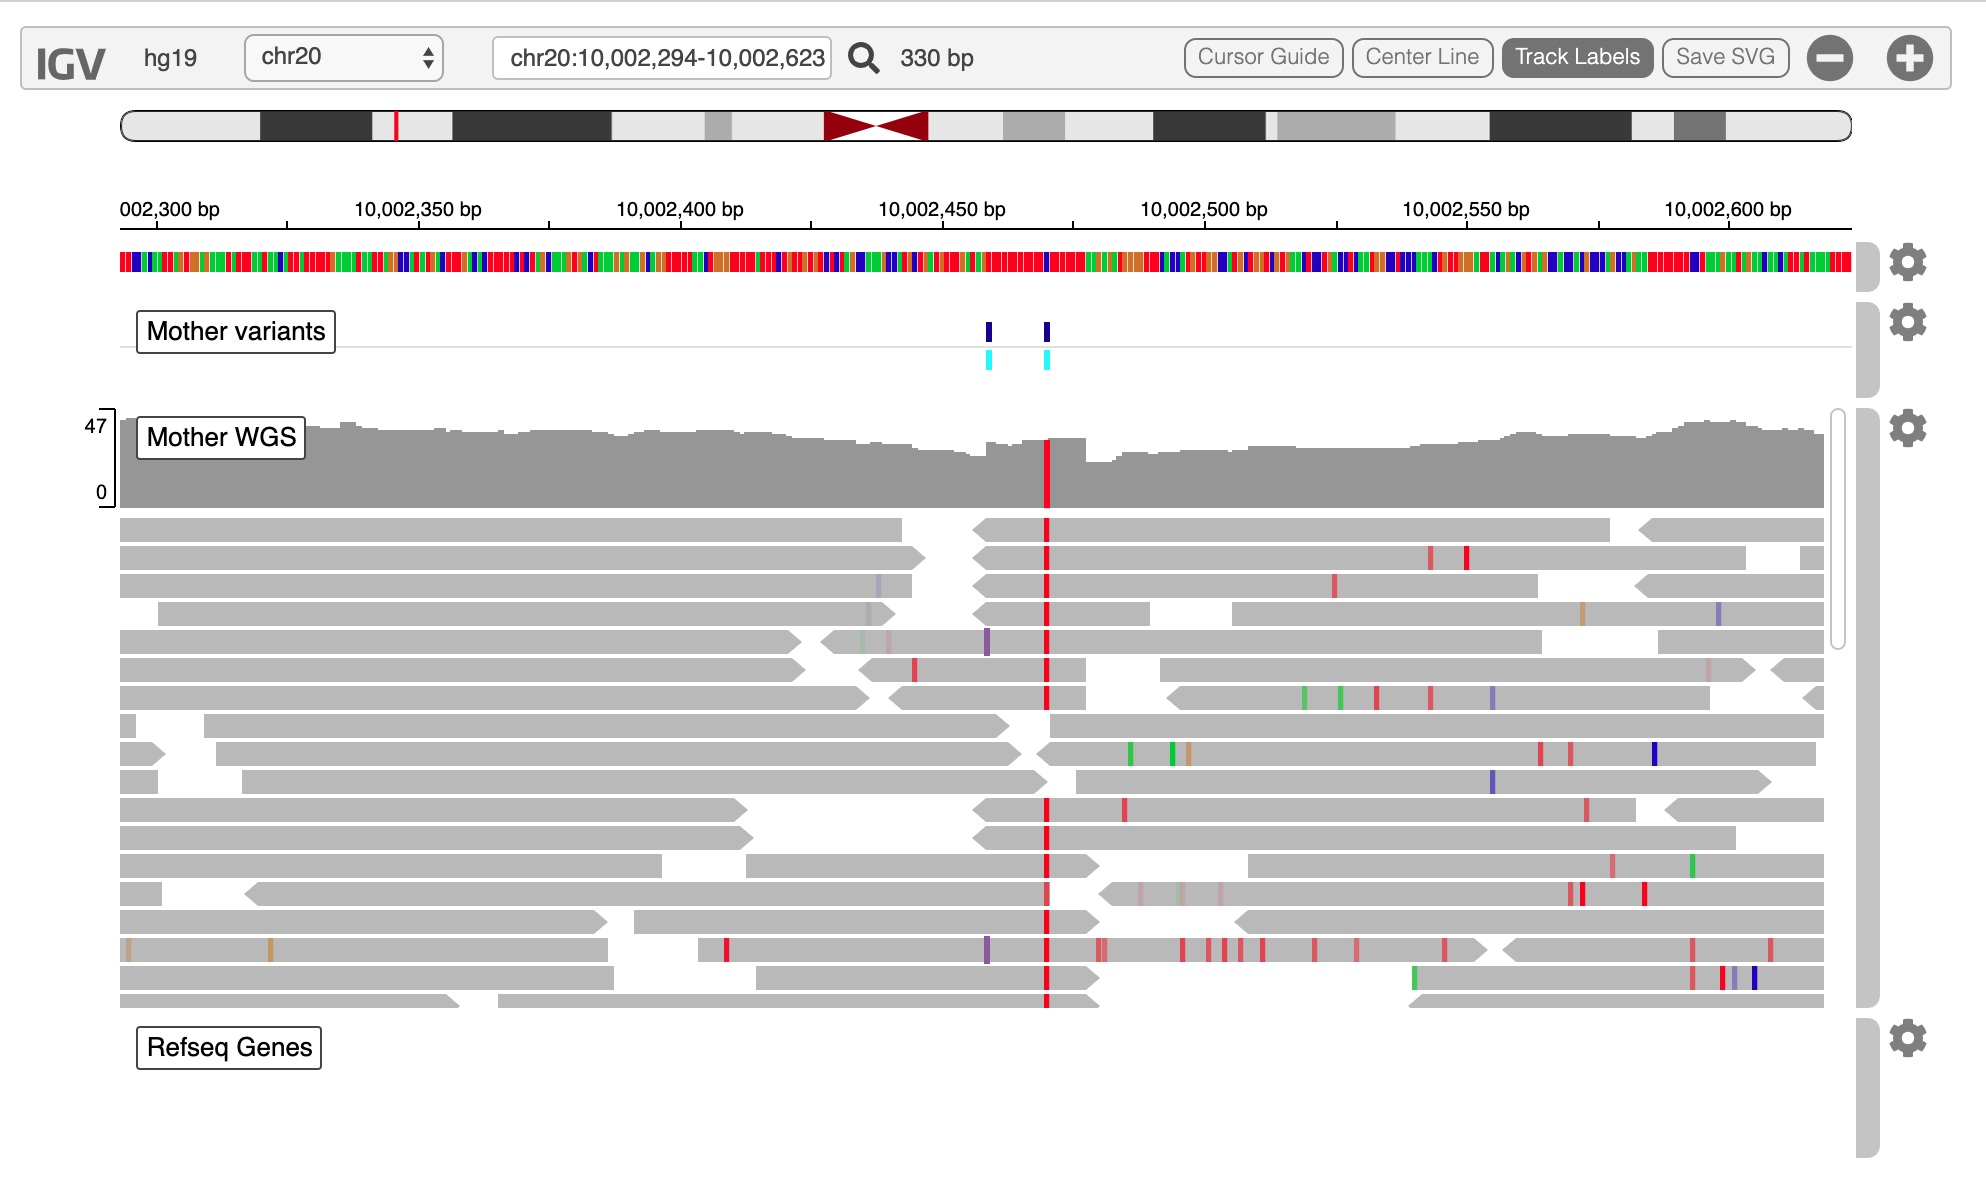 IGV hg19 chr20 chr20:10,002,294-10,002,623 330 bp Cursor Guide Center Line Track Labels Save SVG
002,300 bp 10,002,350 bp 10,002,400 bp 10,002,450 bp 10,002,500 bp 10,002,550 bp 10,002,600 bp
Mother variants
47
Mother WGS
0
Refseq Genes